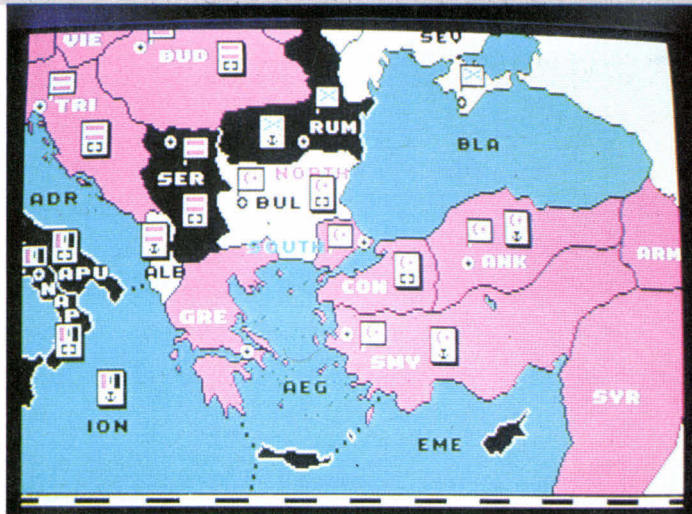 VIE
BUD
SEV
TRI
RUM
BLA
SER
NORTH
ADR
BUL
SOUTH
ALB
APU
ANK
ARM
N
A
P
CON
GRE
SMY
AEG
SYR
ION
EME